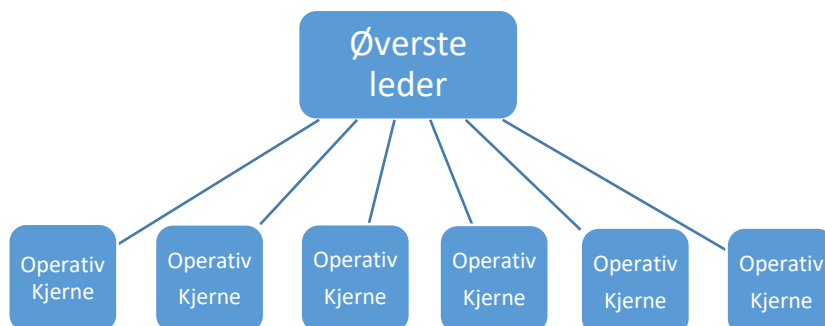 Øverste
leder
Operativ
Kjerne
Operativ
Kjerne
Operativ
Kjerne
Operativ
Kjerne
Operativ
Kjerne
Operativ
Kjerne